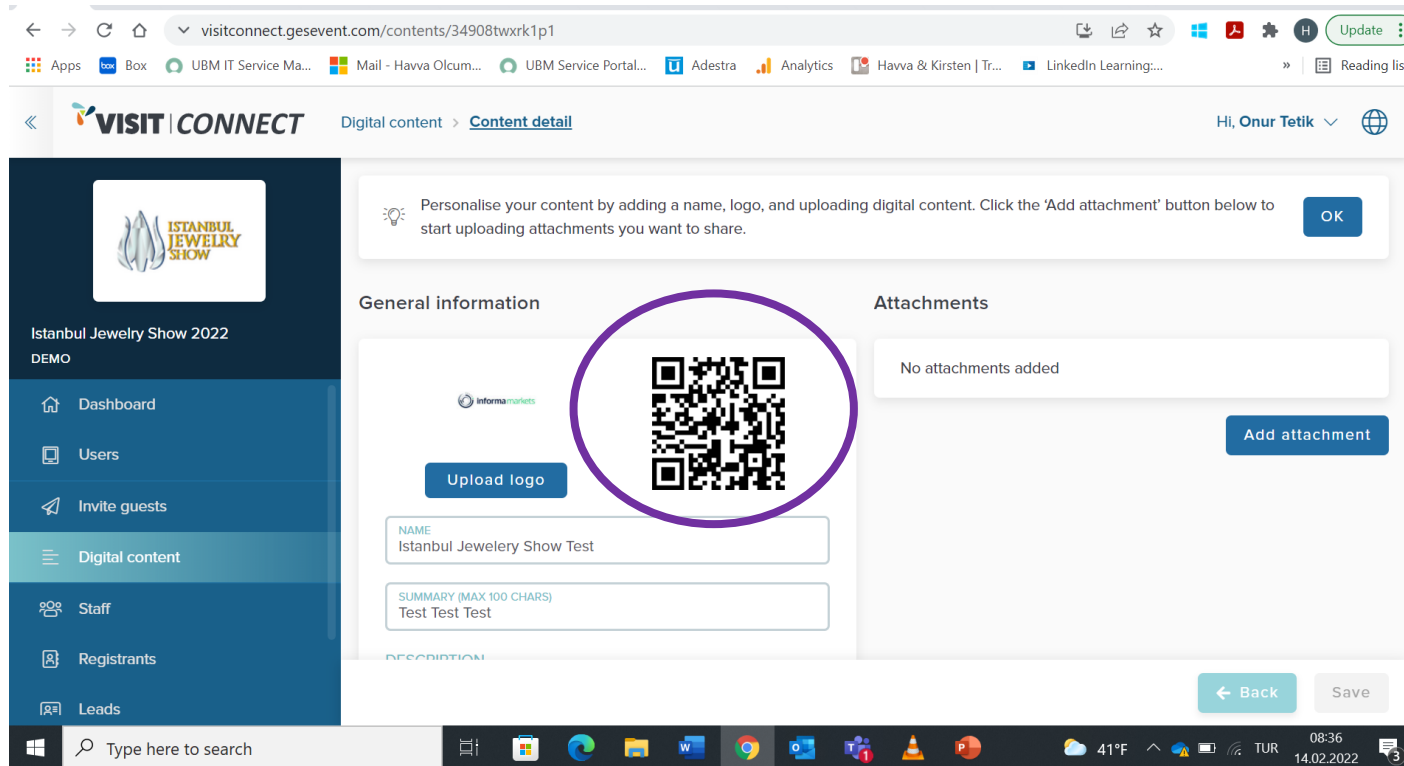 visitconnect.gesevent.com/contents/34908twxrk1p1
H
Update
Apps
box
Box
UBM IT Service Ma...
Mail - Havva Olcum...
UBM Service Portal...
Adestra
Analytics
Havva & Kirsten | Tr...
LinkedIn Learning:...
»
Reading lis
VISIT CONNECT
Digital content > Content detail
Hi, Onur Tetik
Personalise your content by adding a name, logo, and uploading digital content. Click the ‘Add attachment’ button below to
start uploading attachments you want to share.
OK
ISTANBUL
JEWELRY
SHOW
Istanbul Jewelry Show 2022
DEMO
Dashboard
Users
Invite guests
Digital content
Staff
Registrants
Leads
General information
informa markets
Upload logo
NAME
Istanbul Jewelery Show Test
SUMMARY (MAX 100 CHARS)
Test Test Test
DESCRIPTION
Attachments
No attachments added
Add attachment
Back
Save
Type here to search
41°F
TUR
08:36
14.02.2022
3